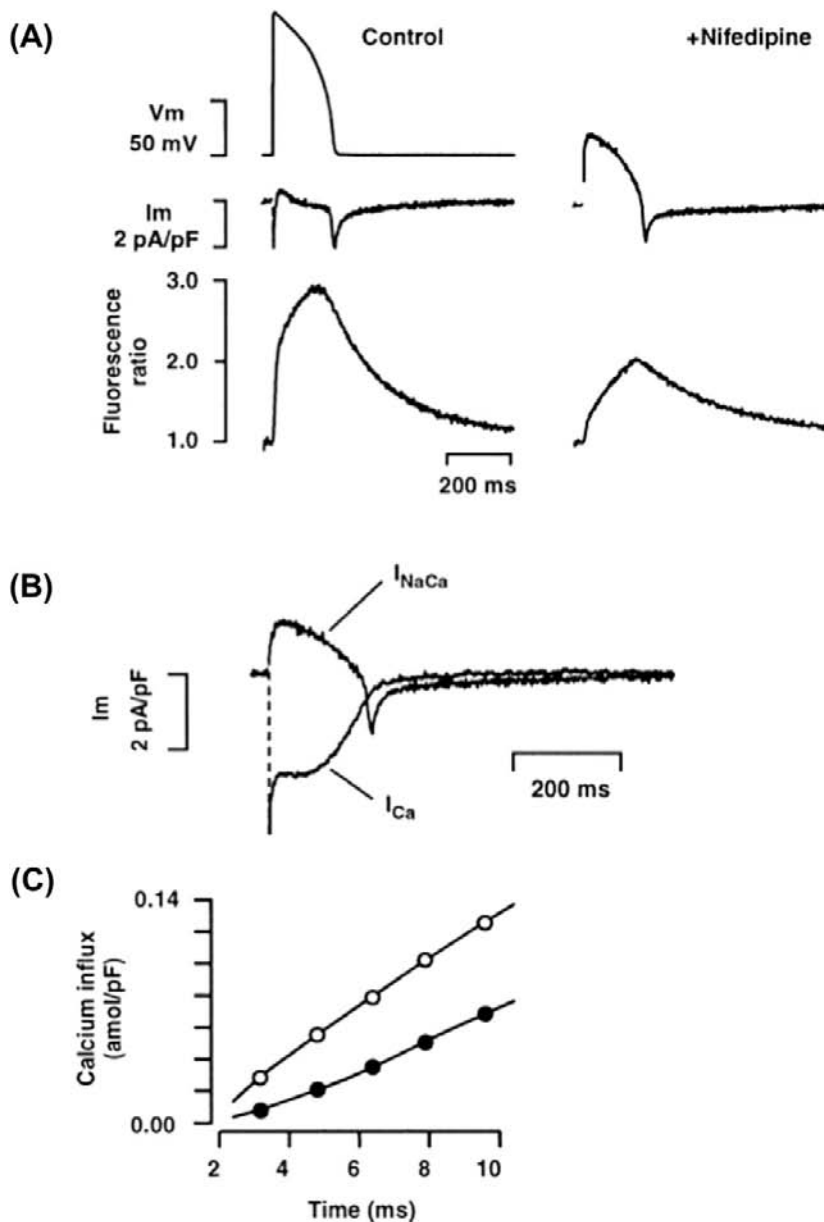 (A)
Control
+Nifedipine
Vm
50 mV
Im
2 pA/pF
Fluorescence
ratio
3.0
2.0
1.0
200 ms
(B)
I_NaCa
Im
2 pA/pF
I_Ca
200 ms
(C)
0.14
Calcium influx
(amol/pF)
0.00
2 4 6 8 10
Time (ms)